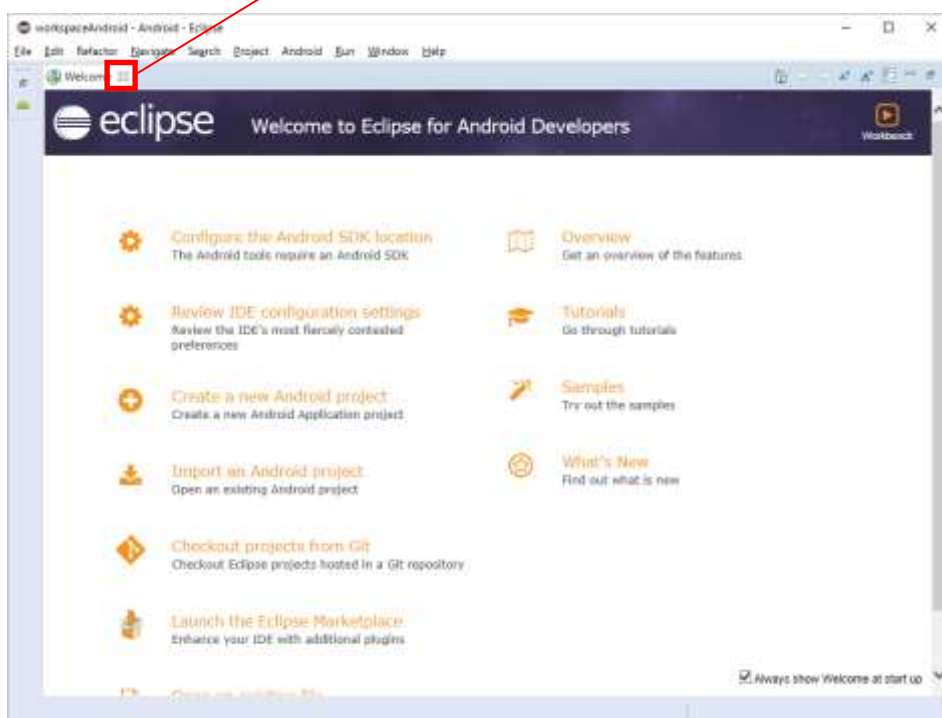 workspaceAndroid - Android - Eclipse
File Edit Refactor Navigate Search Project Android Run Window Help
Welcome
eclipse Welcome to Eclipse for Android Developers
Workbench
Configure the Android SDK location
The Android tools require an Android SDK
Overview
Get an overview of the features
Review IDE configuration settings
Review the IDE's most fiercely contested
preferences
Tutorials
Go through tutorials
Create a new Android project
Create a new Android Application project
Samples
Try out the samples
Import an Android project
Open an existing Android project
What's New
Find out what is new
Checkout projects from Git
Checkout Eclipse projects hosted in a Git repository
Launch the Eclipse Marketplace
Enhance your IDE with additional plugins
Always show Welcome at start up
Open an existing file